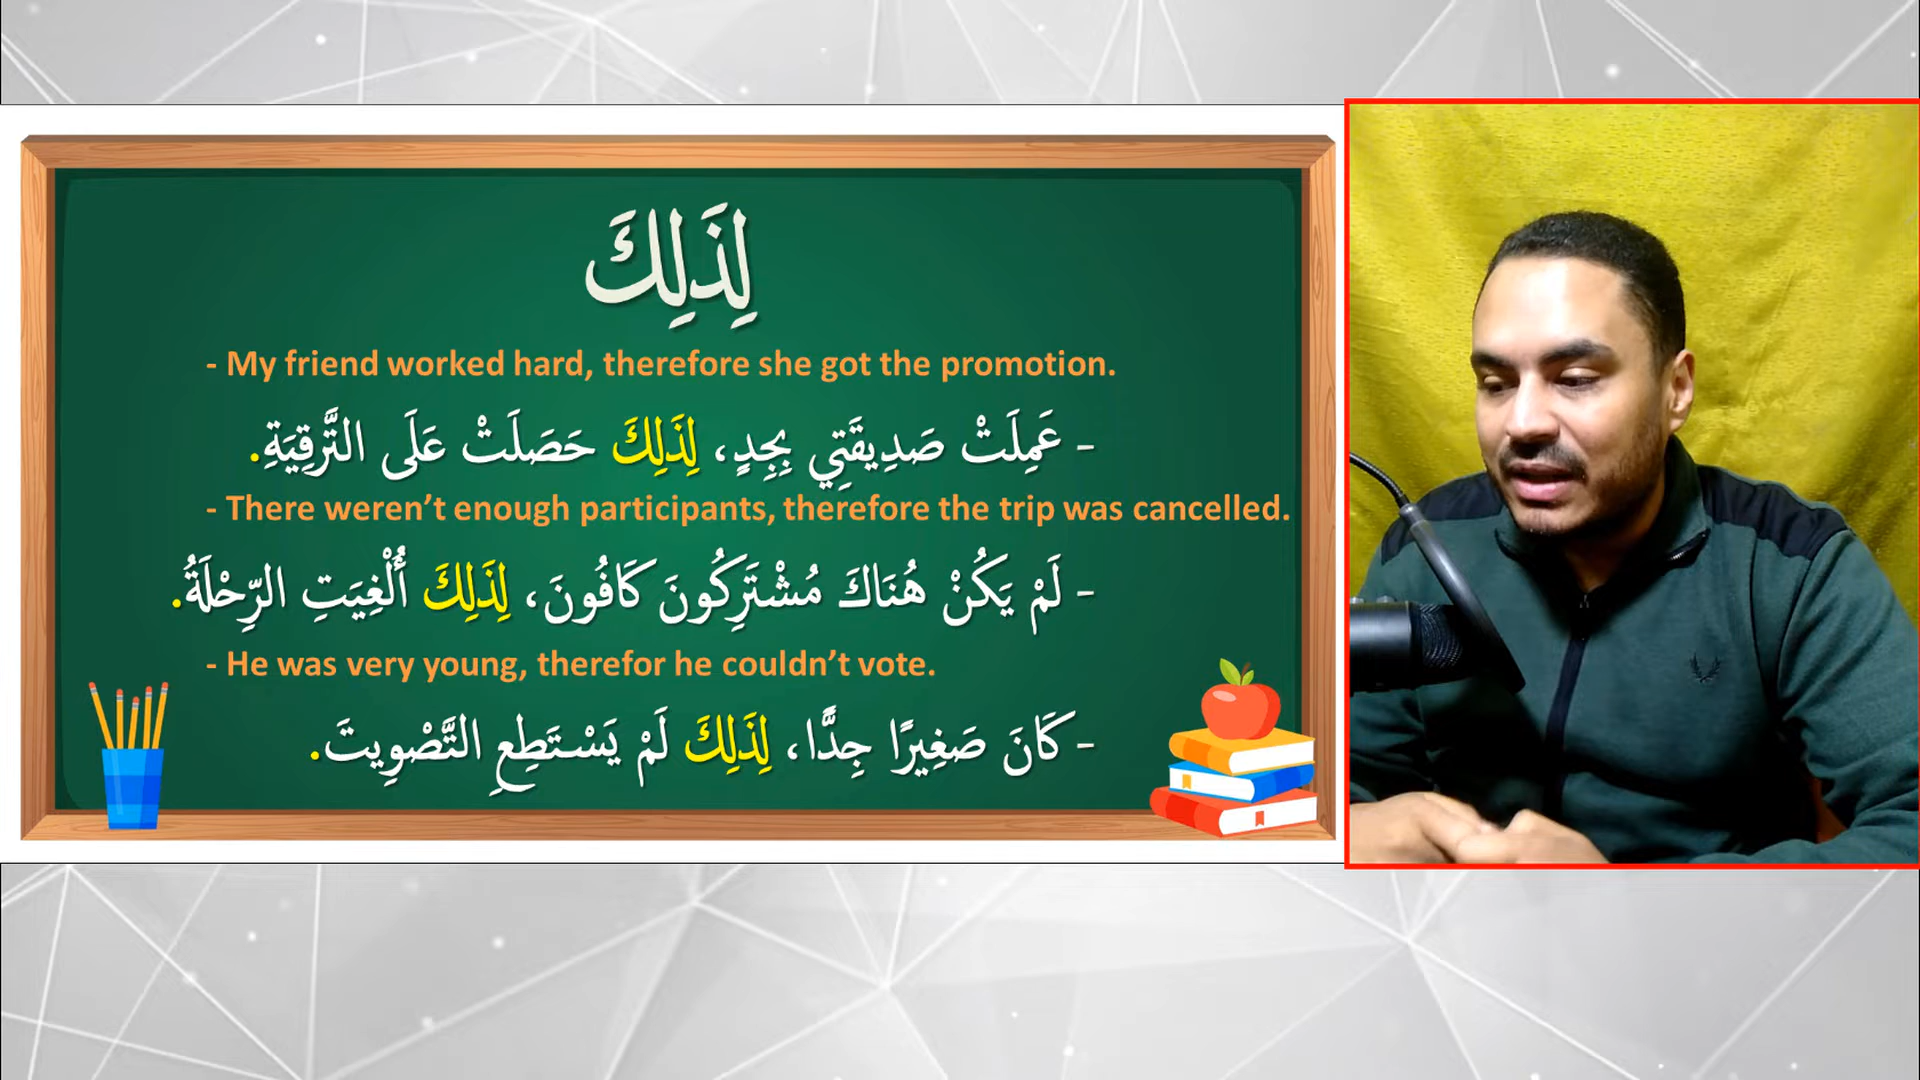 لِذَلِكَ
- My friend worked hard, therefore she got the promotion.
- عَمِلَتْ صَدِيقَتِي بِجِدٍ، لِذَلِكَ حَصَلَتْ عَلَى التَّرقِيَةِ.
- There weren’t enough participants, therefore the trip was cancelled.
- لَمْ يَكُنْ هُنَاكَ مُشْتَرِكُونَ كَافُونَ، لِذَلِكَ أُلْغِيَتِ الرِّحْلَةُ.
- He was very young, therefor he couldn’t vote.
- كَانَ صَغِيرًا جِدًّا، لِذَلِكَ لَمْ يَسْتَطِعِ التَّصْوِيتَ.